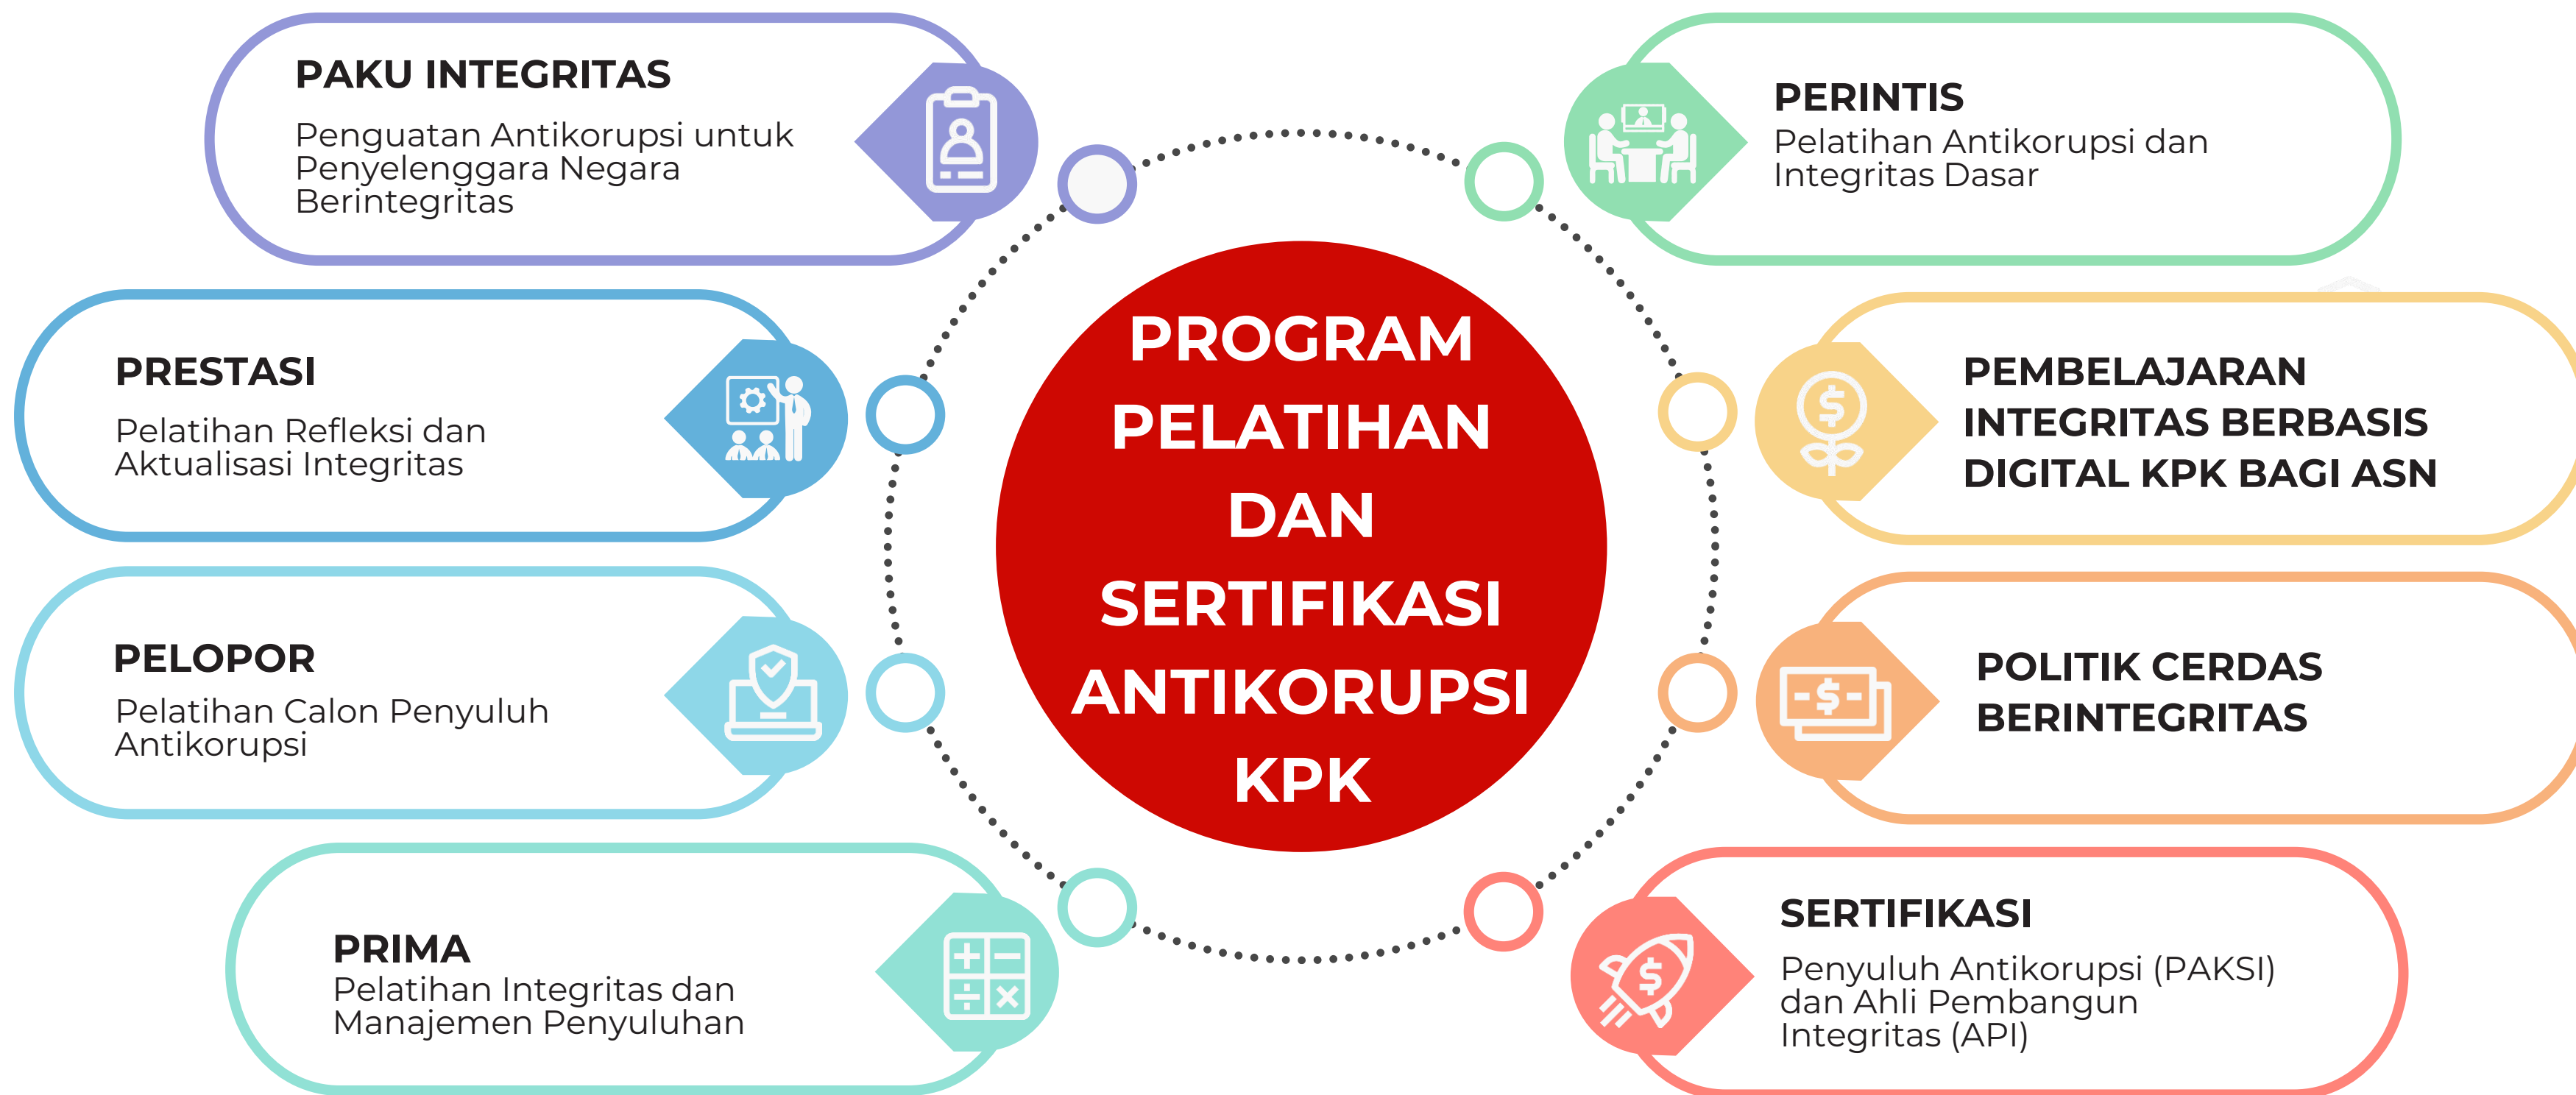 PAKU INTEGRITAS
Penguatan Antikorupsi untuk
Penyelenggara Negara
Berintegritas
PRESTASI
Pelatihan Refleksi dan
Aktualisasi Integritas
PELOPOR
Pelatihan Calon Penyuluh
Antikorupsi
PRIMA
Pelatihan Integritas dan
Manajemen Penyuluhan
PROGRAM
PELATIHAN
DAN
SERTIFIKASI
ANTIKORUPSI
KPK
PERINTIS
Pelatihan Antikorupsi dan
Integritas Dasar
PEMBELAJARAN
INTEGRITAS BERBASIS
DIGITAL KPK BAGI ASN
POLITIK CERDAS
BERINTEGRITAS
SERTIFIKASI
Penyuluh Antikorupsi (PAKSI)
dan Ahli Pembangun
Integritas (API)